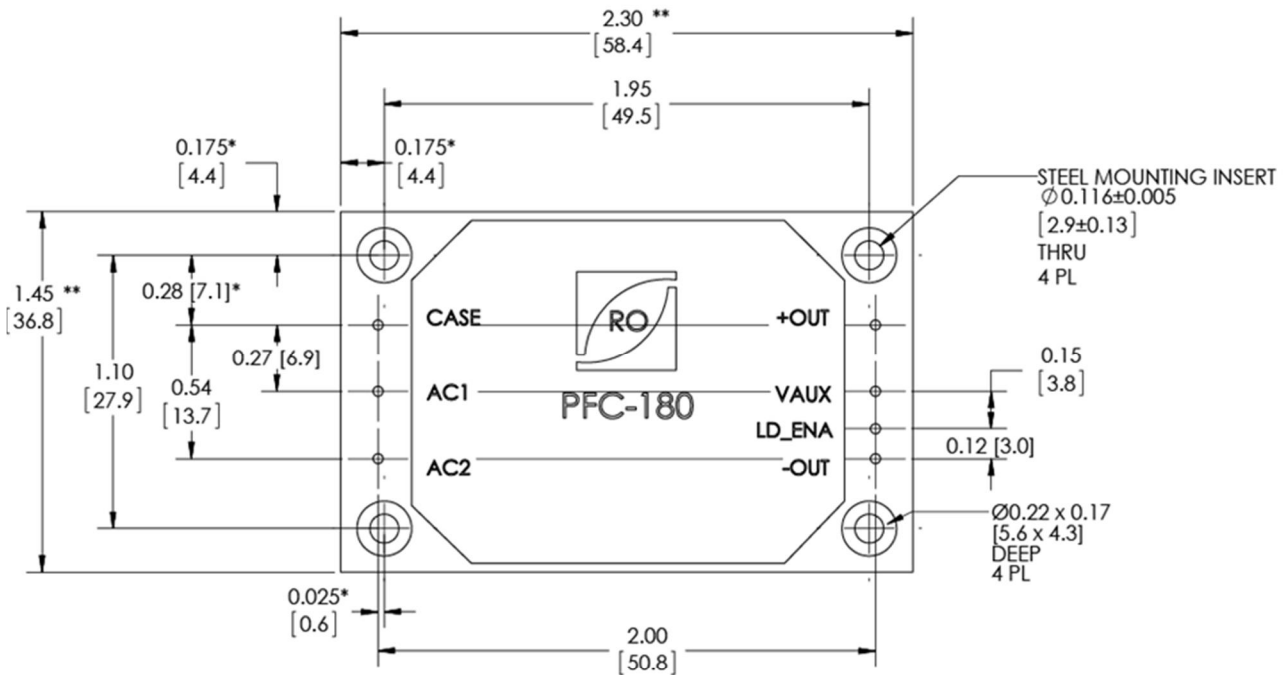 2.30 **
[58.4]
1.95
[49.5]
0.175*
[4.4]
0.175*
[4.4]
STEEL MOUNTING INSERT
Ø 0.116±0.005
[2.9±0.13]
THRU
4 PL
1.45 **
[36.8]
0.28 [7.1]*
1.10
[27.9]
0.54
[13.7]
0.27 [6.9]
CASE
AC1
AC2
RO
PFC-180
+OUT
VAUX
LD_ENA
-OUT
0.15
[3.8]
0.12 [3.0]
Ø0.22 x 0.17
[5.6 x 4.3]
DEEP
4 PL
0.025*
[0.6]
2.00
[50.8]